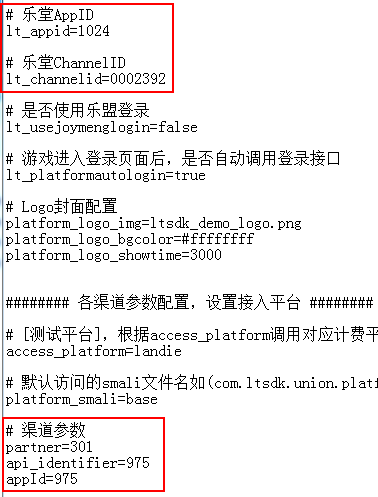 # 乐堂AppID
lt_appid=1024
# 乐堂ChannelID
lt_channelid=0002392
# 是否使用乐盟登录
lt_usejoymenglogin=false
# 游戏进入登录页面后，是否自动调用登录接口
lt_platformautologin=true
# Logo封面配置
platform_logo_img=ltsdk_demo_logo.png
platform_logo_bgcolor=#ffffffff
platform_logo_showtime=3000
######## 各渠道参数配置，设置接入平台 ########
# [测试平台]，根据access_platform调用对应计费平
access_platform=landie
# 默认访问的smali文件名如(com.ltsdk.union.platf
platform_smali=base
# 渠道参数
partner=301
api_identifier=975
appId=975